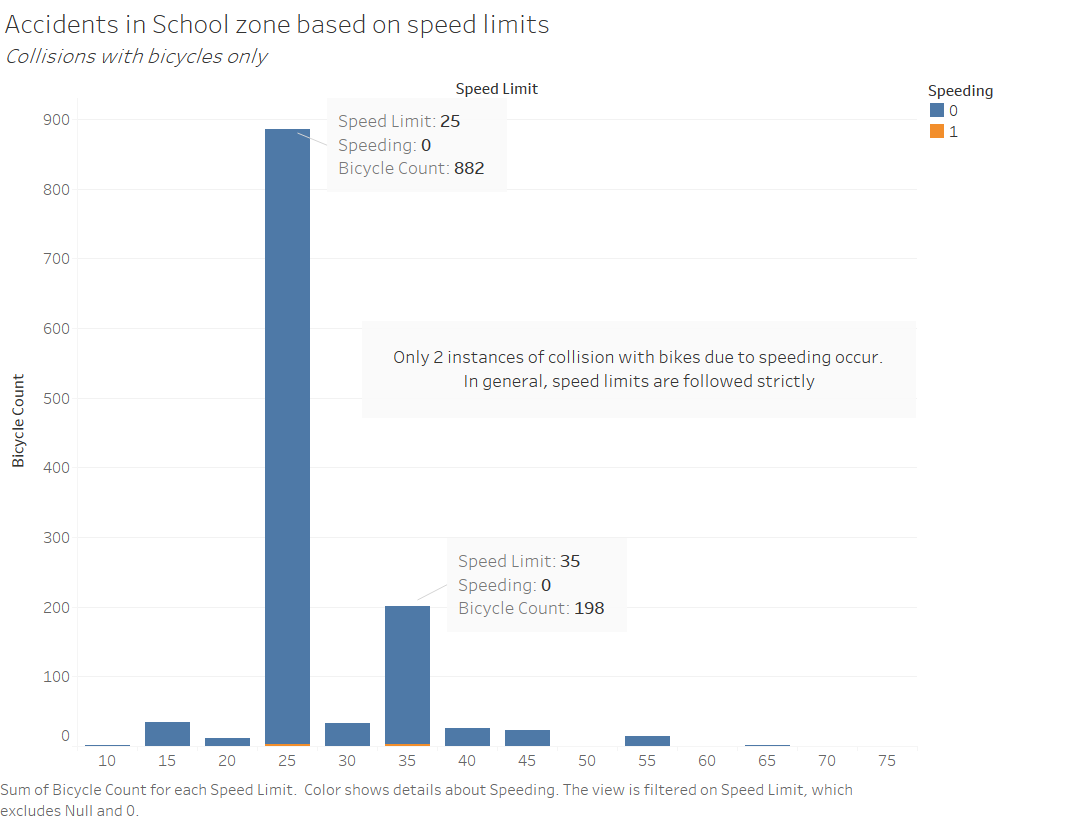 Accidents in School zone based on speed limits
Collisions with bicycles only
Speed Limit
Speeding
0
1
Speed Limit: 25
Speeding: 0
Bicycle Count: 882
Only 2 instances of collision with bikes due to speeding occur.
In general, speed limits are followed strictly
Speed Limit: 35
Speeding: 0
Bicycle Count: 198
Bicycle Count
900
800
700
600
500
400
300
200
100
0
10 15 20 25 30 35 40 45 50 55 60 65 70 75
Sum of Bicycle Count for each Speed Limit. Color shows details about Speeding. The view is filtered on Speed Limit, which
excludes Null and 0.